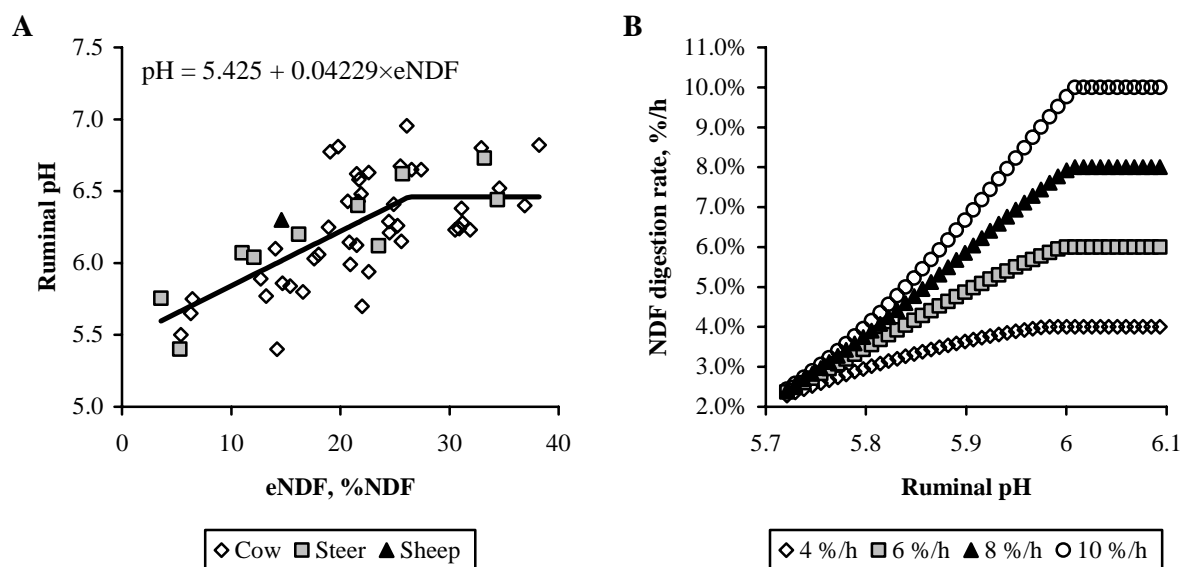 A
pH = 5.425 + 0.04229×eNDF
Ruminal pH
7.5
7.0
6.5
6.0
5.5
5.0
0 10 20 30 40
eNDF, %NDF
Cow Steer Sheep
B
NDF digestion rate, %/h
11.0%
10.0%
9.0%
8.0%
7.0%
6.0%
5.0%
4.0%
3.0%
2.0%
5.7 5.8 5.9 6 6.1
Ruminal pH
4 %/h 6 %/h 8 %/h 10 %/h